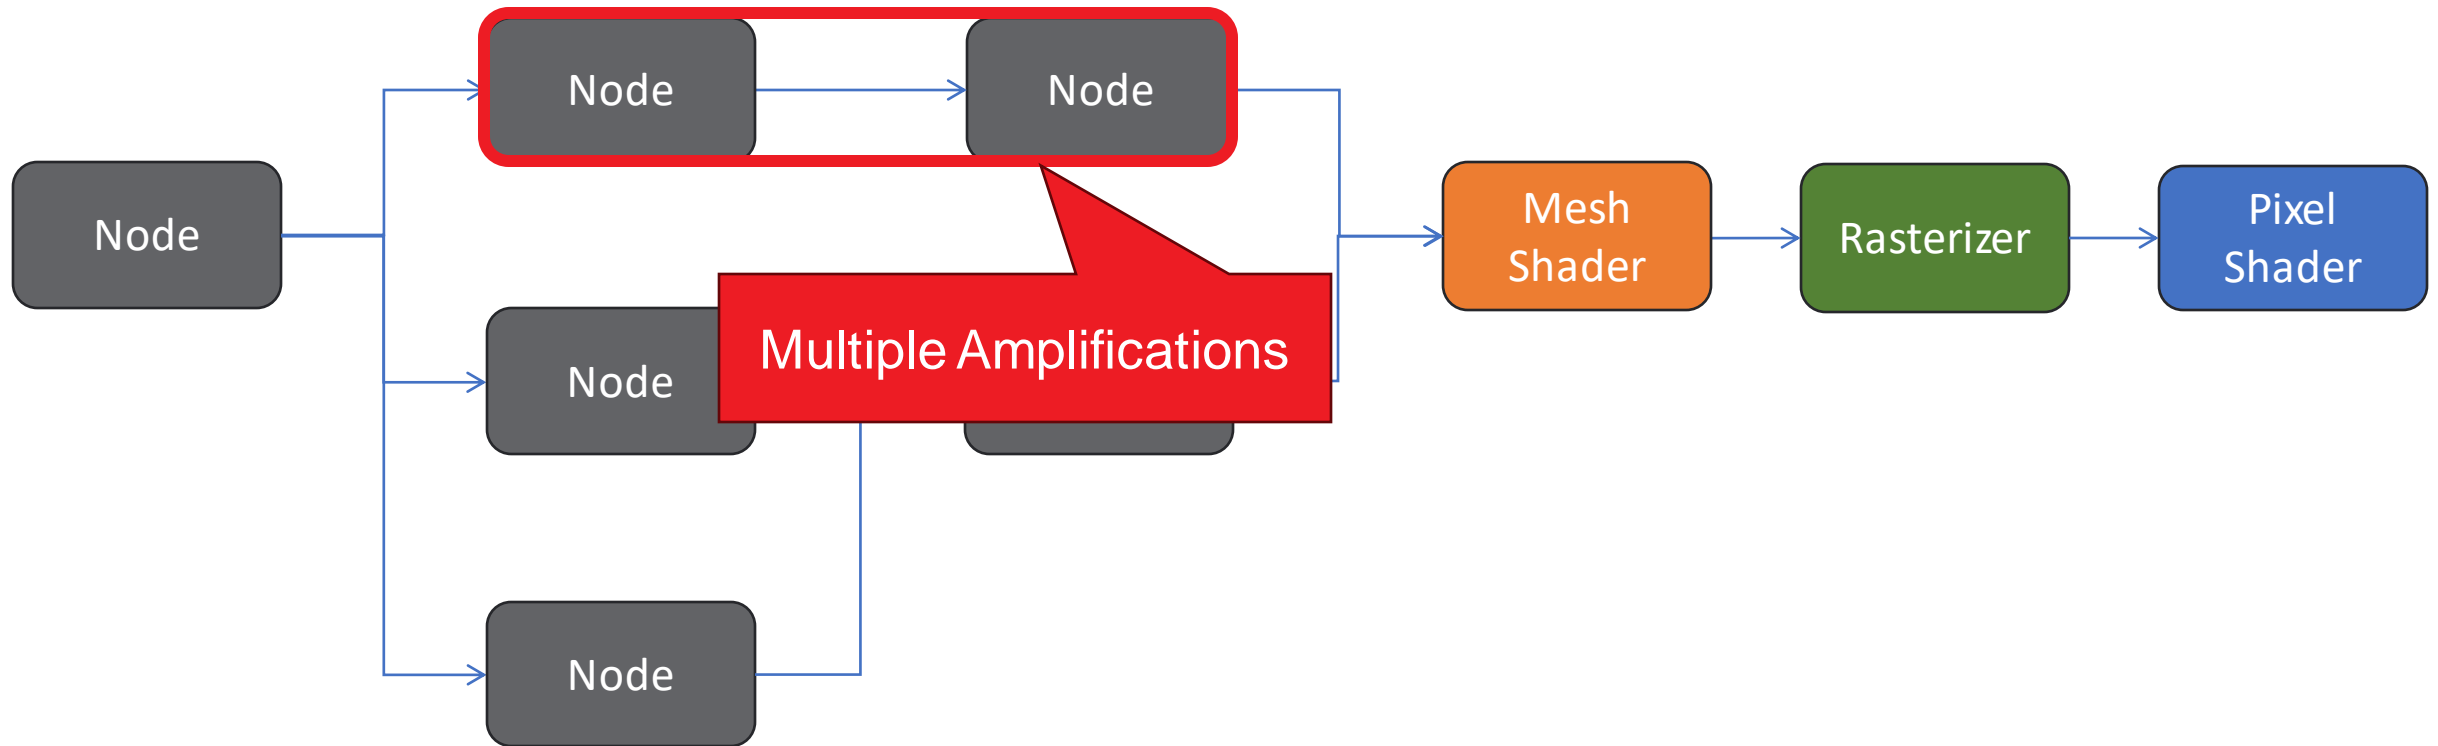 Node
Node
Node
Mesh
Shader
Rasterizer
Pixel
Shader
Multiple Amplifications
Node
Node